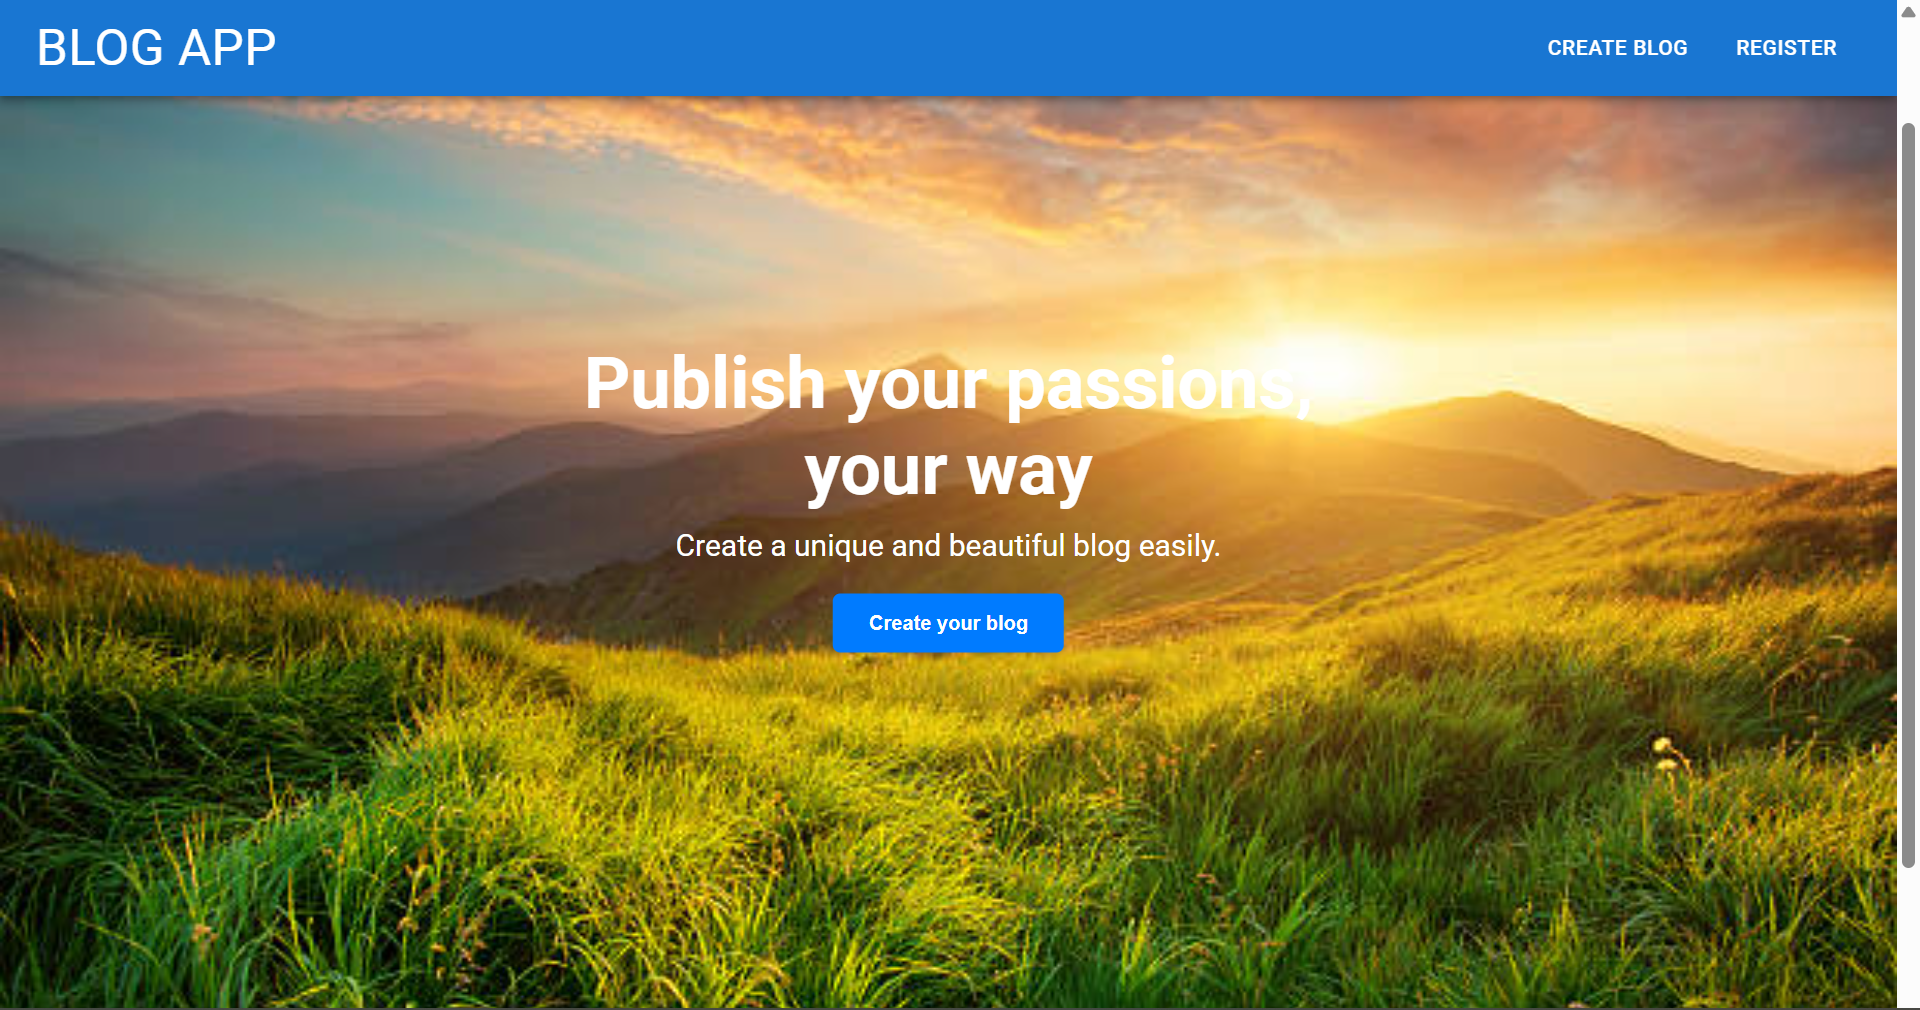 BLOG APP
CREATE BLOG
REGISTER
Publish your passions,
your way
Create a unique and beautiful blog easily.
Create your blog